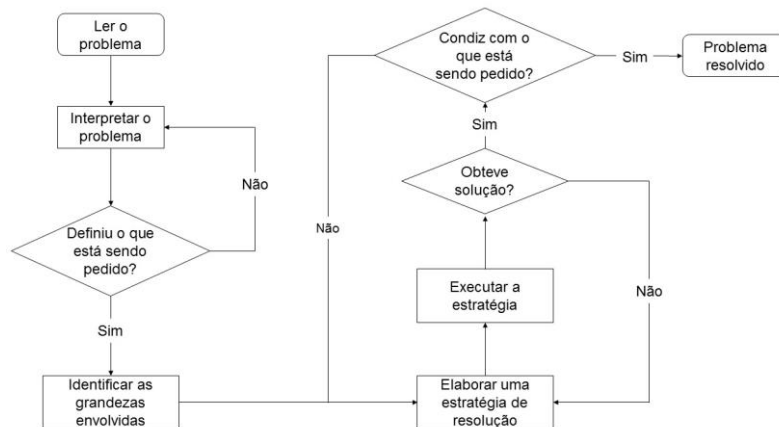 Ler o
problema
Interpretar o
problema
Não
Definiu o que
está sendo
pedido?
Sim
Identificar as
grandezas
envolvidas
Condiz com o
que está
sendo pedido?
Sim
Problema
resolvido
Sim
Obteve
solução?
Não
Executar a
estratégia
Não
Elaborar uma
estratégia de
resolução